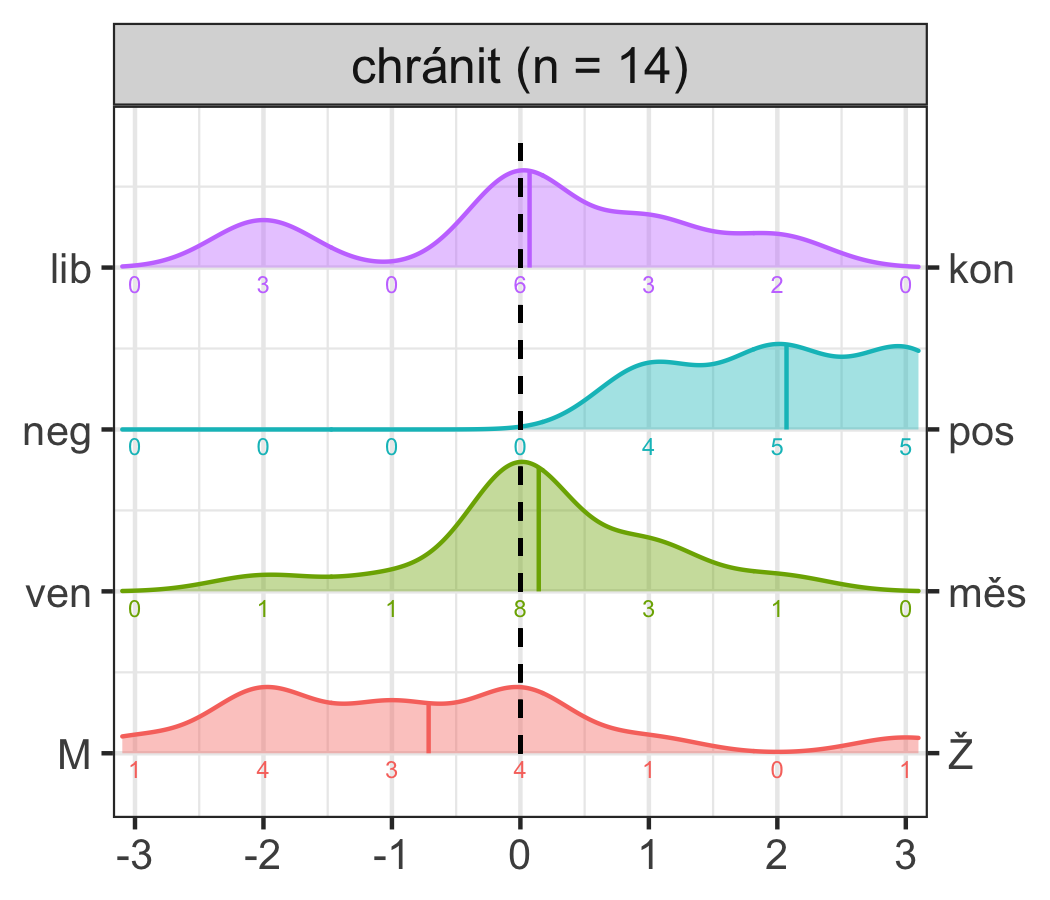 chránit (n = 14)
lib kon
0 3 0 6 3 2 0
neg pos
0 0 0 0 4 5 5
ven měs
0 1 1 8 3 1 0
M Ž
1 4 3 4 1 0 1
-3 -2 -1 0 1 2 3